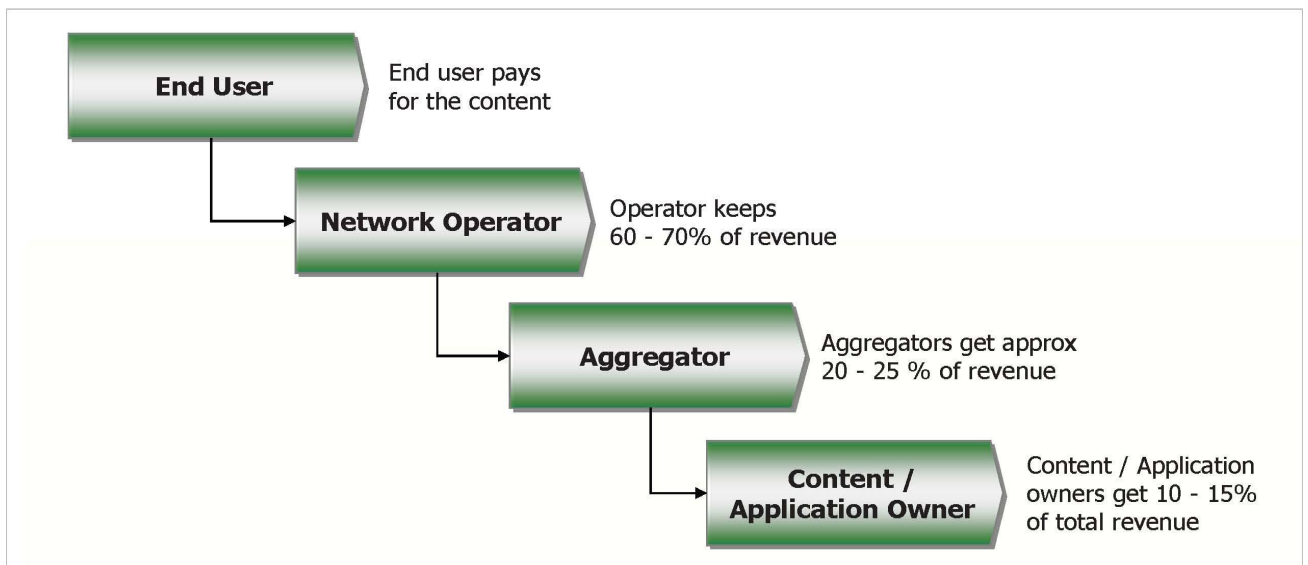 End User
End user pays
for the content
Network Operator
Operator keeps
60 - 70% of revenue
Aggregator
Aggregators get approx
20 - 25 % of revenue
Content /
Application Owner
Content / Application
owners get 10 - 15%
of total revenue